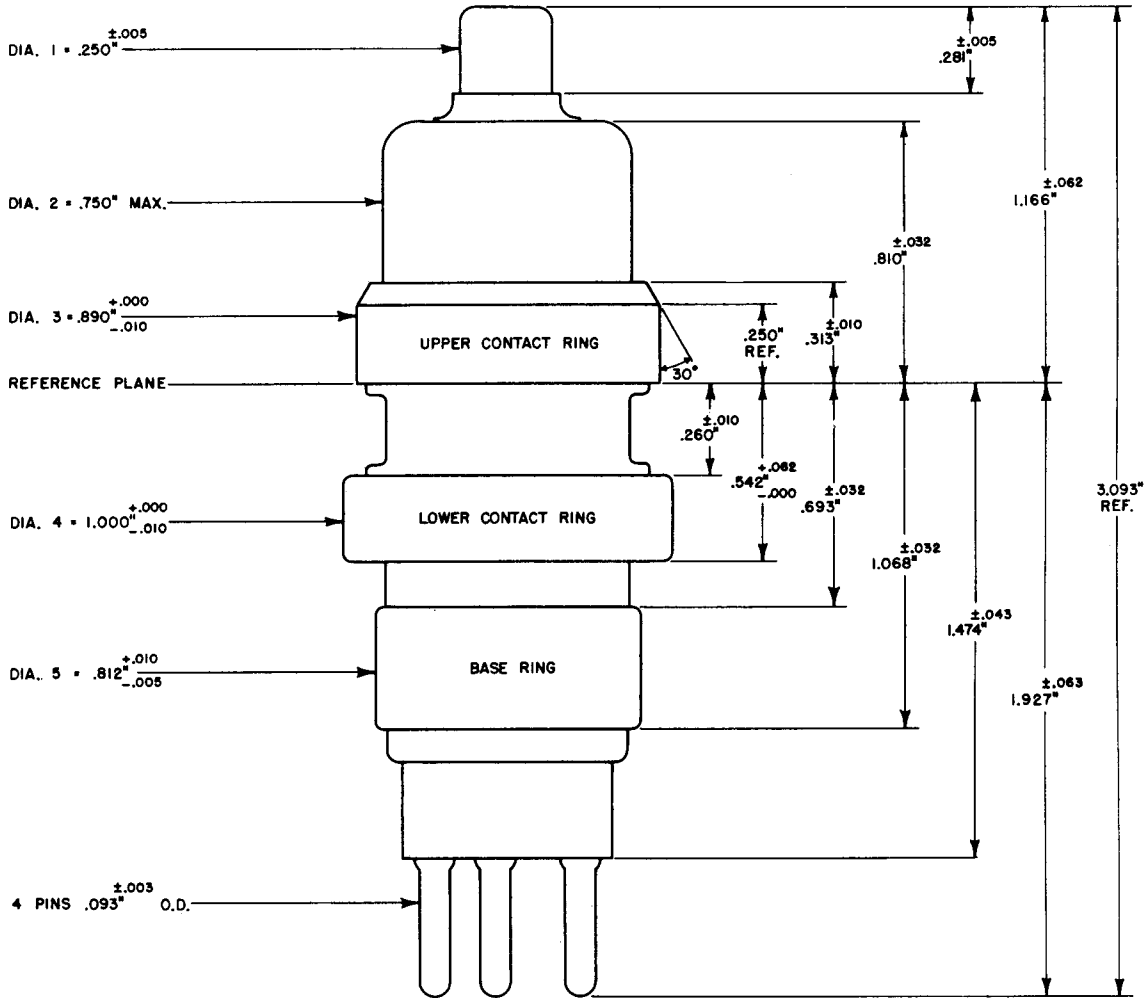 DIA. 1 = .250" ±.005
.281" ±.005
1.166" ±.062
DIA. 2 = .750" MAX.
.810" ±.032
DIA. 3 = .890" +.000 -.010
UPPER CONTACT RING
.250" REF.
.313" ±.010
30°
REFERENCE PLANE
.260" ±.010
.542" +.062 -.000
.693" ±.032
3.093" REF.
DIA. 4 = 1.000" +.000 -.010
LOWER CONTACT RING
1.068" ±.032
1.474" ±.043
DIA. 5 = .812" +.010 -.005
BASE RING
1.927" ±.063
4 PINS .093" ±.003 O.D.